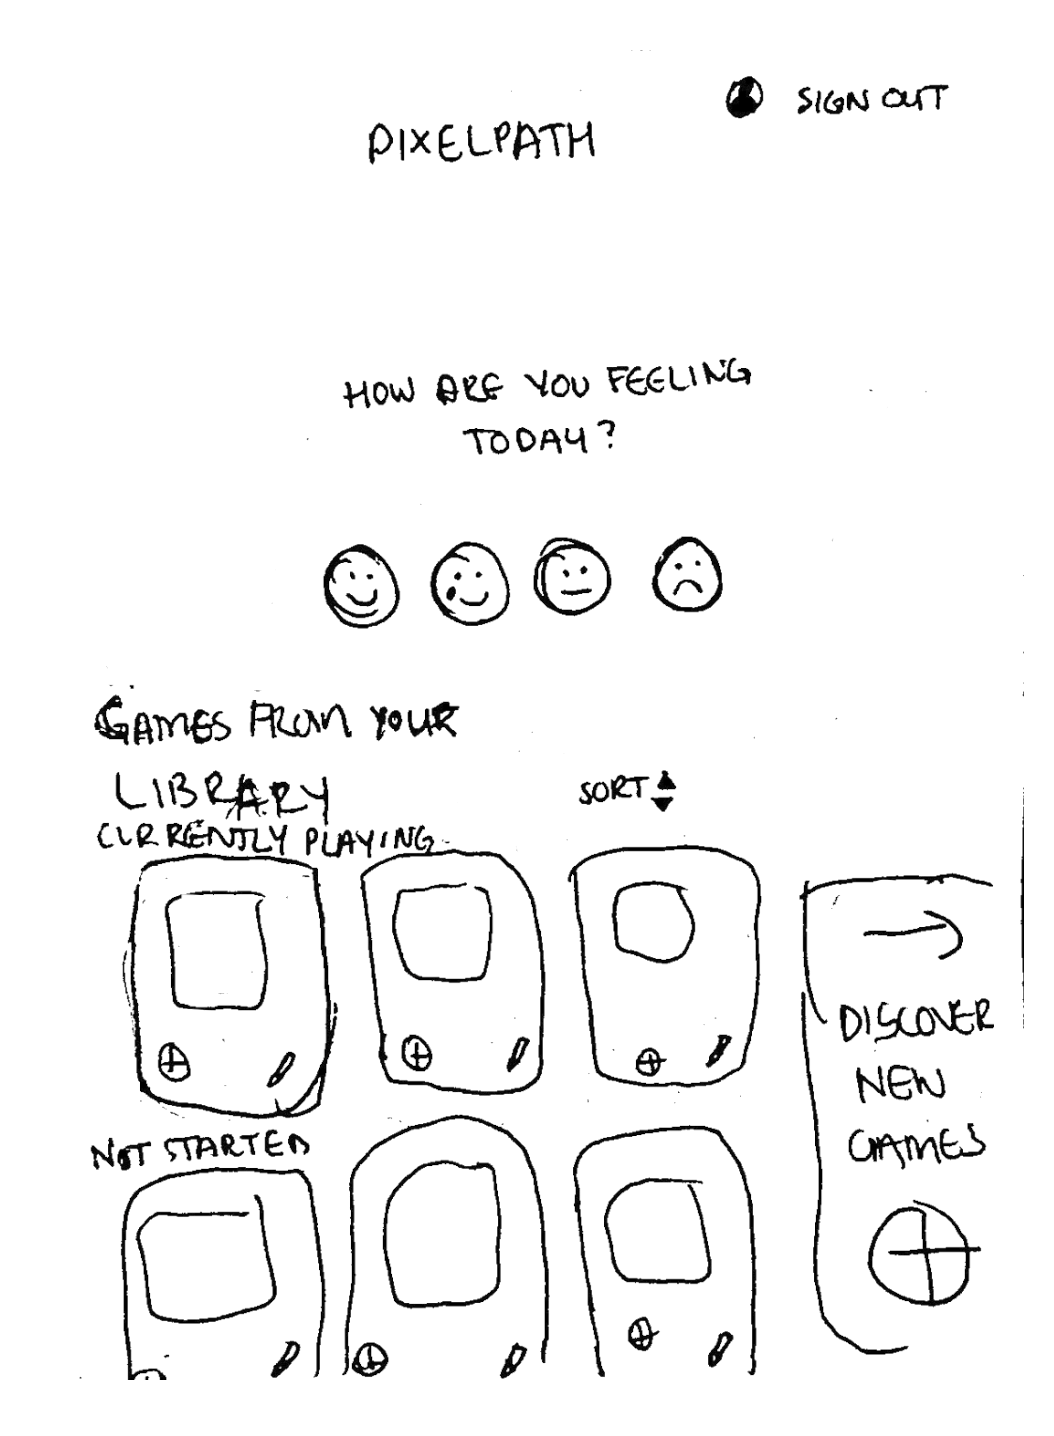 SIGN OUT
PIXELPATH
HOW ARE YOU FEELING
TODAY?
GAMES FROM YOUR
LIBRARY
SORT
CURRENTLY PLAYING
DISCOVER
NEW
GAMES
NOT STARTED